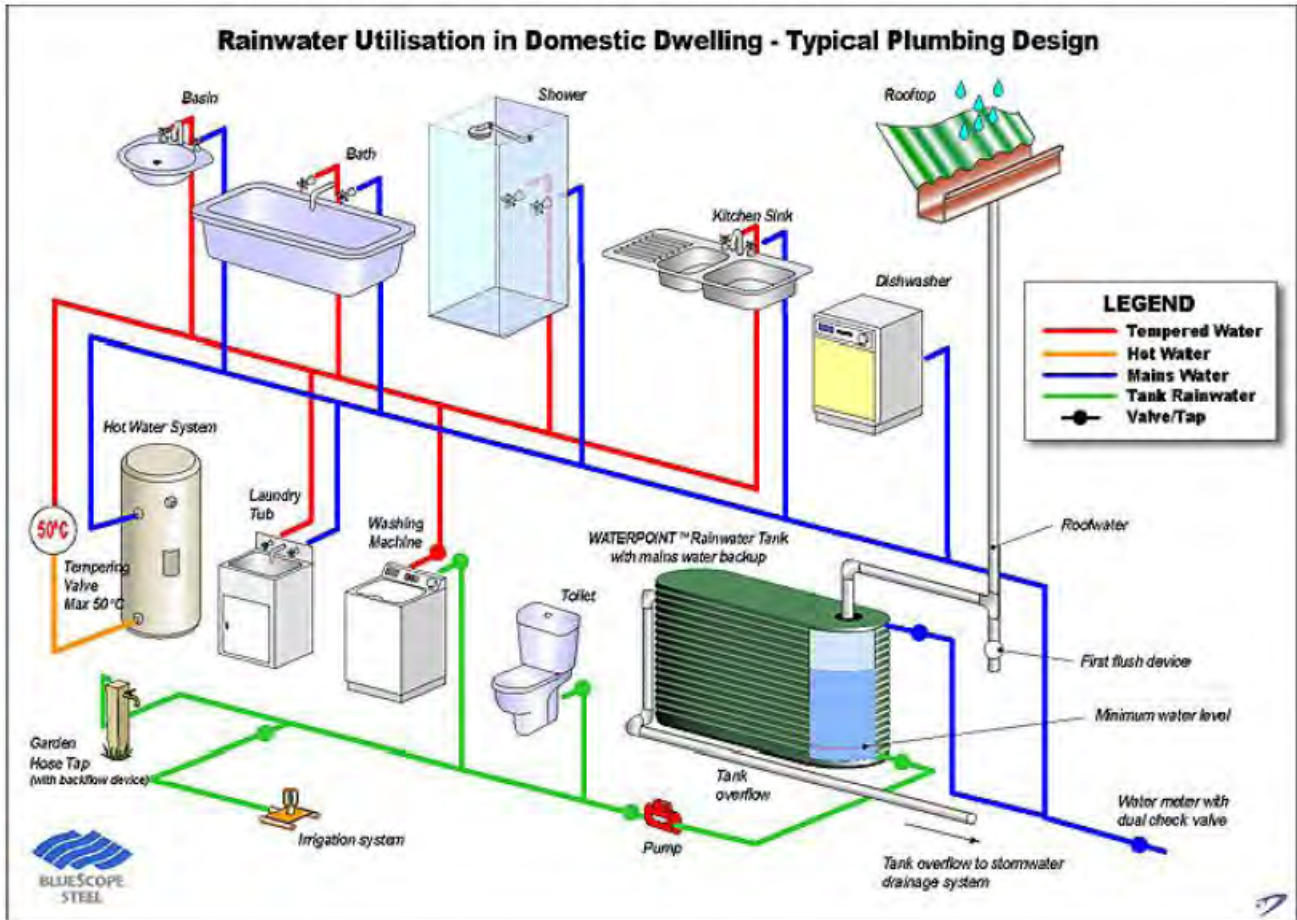 Rainwater Utilisation in Domestic Dwelling - Typical Plumbing Design
Basin
Bath
Shower
Rooftop
Kitchen Sink
Dishwasher
LEGEND
Tempered Water
Hot Water
Mains Water
Tank Rainwater
Valve/Tap
Hot Water System
50°C
Tempering
Valve
Max 50°C
Laundry
Tub
Washing
Machine
WATERPOINT™ Rainwater Tank
with mains water backup
Roofwater
Toilet
First flush device
Minimum water level
Garden
Hose Tap
(with backflow device)
Irrigation system
Tank
overflow
Pump
Water meter with
dual check valve
Tank overflow to stormwater
drainage system
BLUESCOPE
STEEL